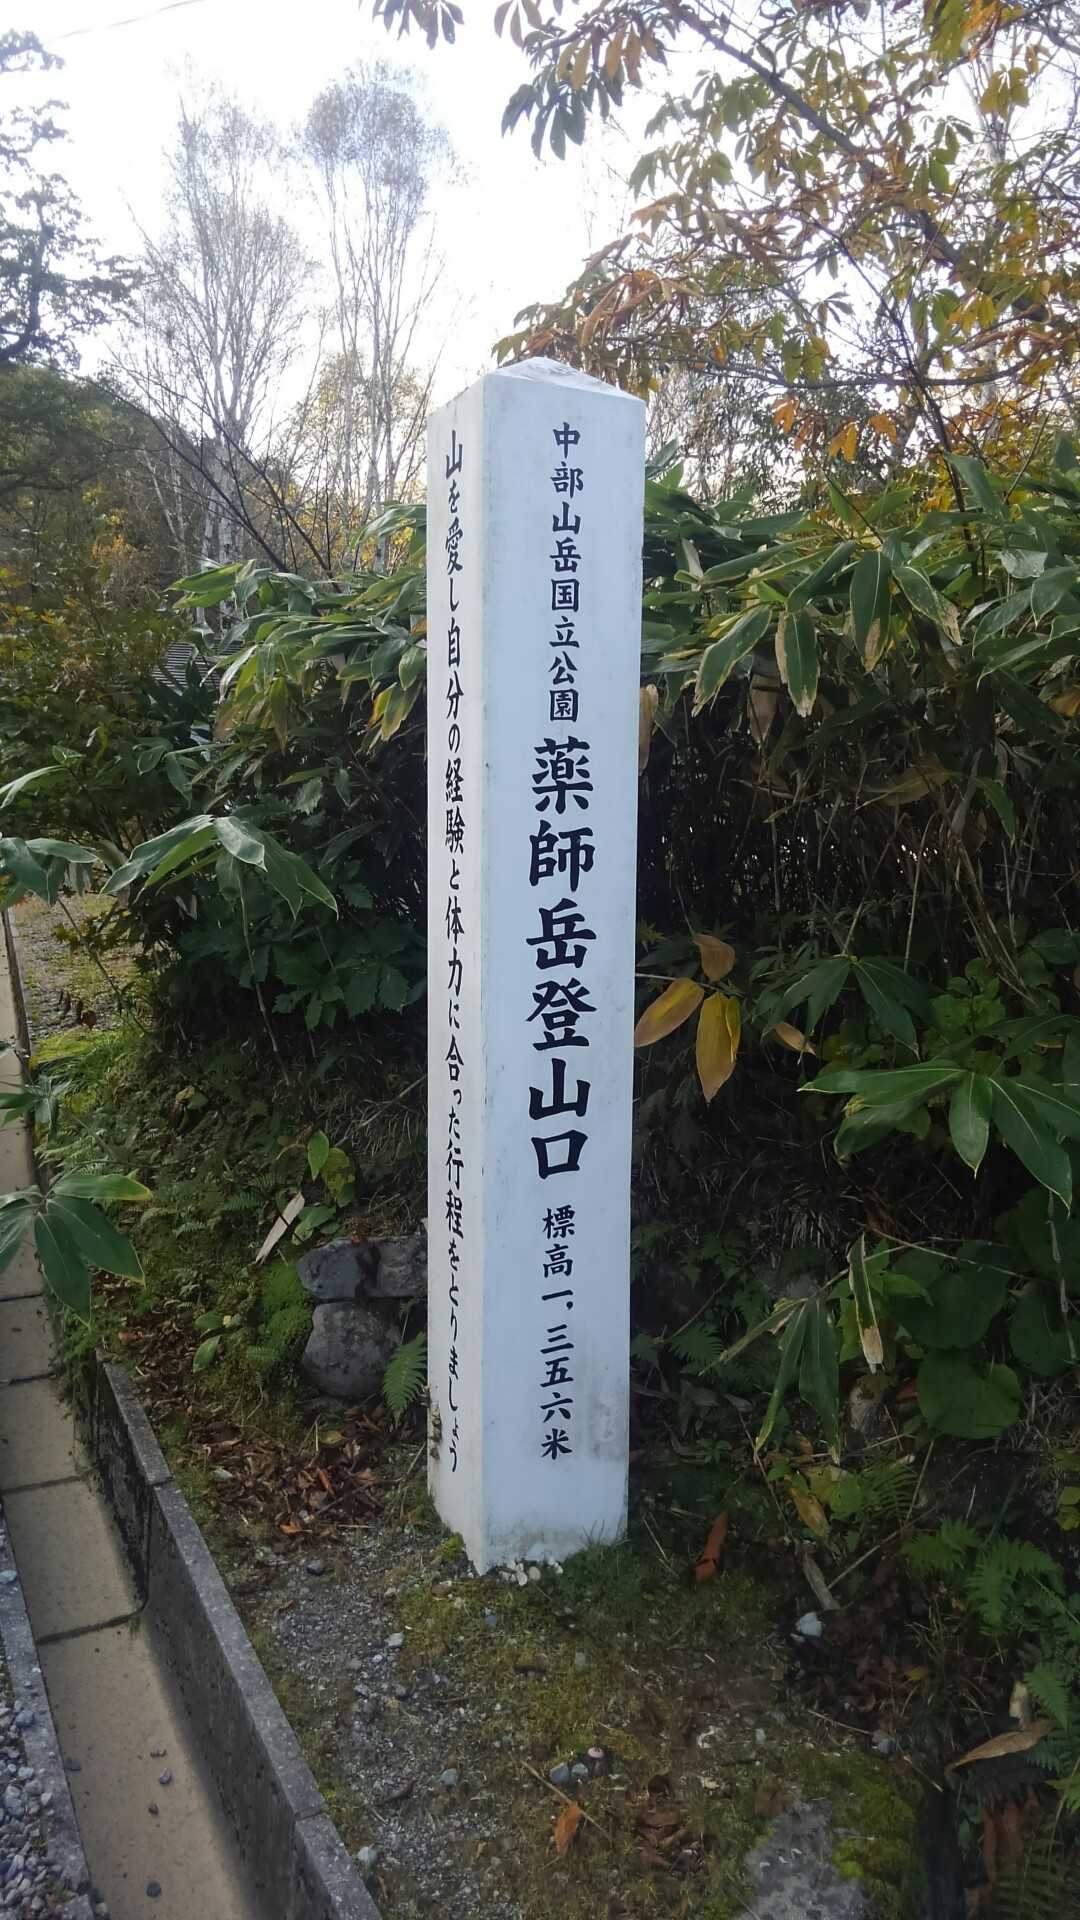 中部山岳国立公園 薬師岳登山口 標高一,三五六米
山を愛し自分の経験と体力に合った行程をとりましょう